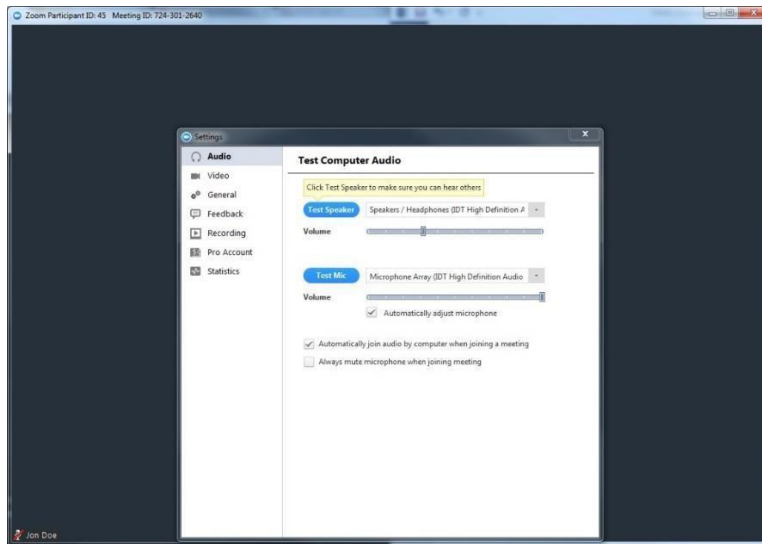 Zoom Participant ID: 45 Meeting ID: 724-301-2640
Settings
Audio
Video
General
Feedback
Recording
Pro Account
Statistics
Test Computer Audio
Click Test Speaker to make sure you can hear others
Test Speaker Speakers / Headphones (IDT High Definition A
Volume
Test Mic Microphone Array (IDT High Definition Audio
Volume
Automatically adjust microphone
Automatically join audio by computer when joining a meeting
Always mute microphone when joining meeting
Jon Doe